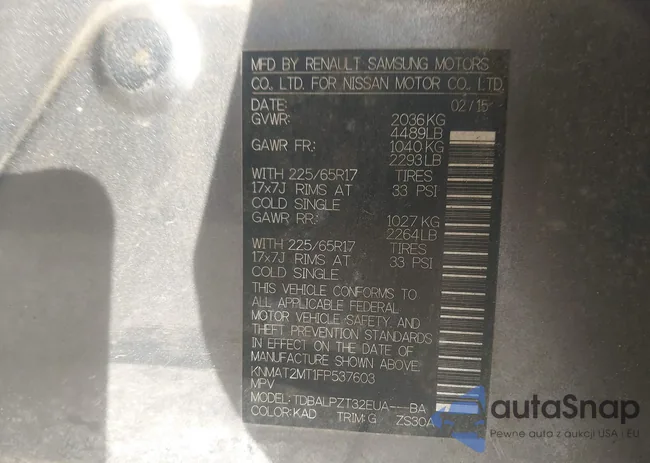 MFD BY RENAULT SAMSUNG MOTORS
CO., LTD. FOR NISSAN MOTOR CO., LTD.
DATE: 02/15
GVWR: 2036KG
4489LB
GAWR FR: 1040KG
2293LB
WITH 225/65R17 TIRES
17x7J RIMS AT 33 PSI
COLD SINGLE
GAWR RR: 1027KG
2264LB
WITH 225/65R17 TIRES
17x7J RIMS AT 33 PSI
COLD SINGLE
THIS VEHICLE CONFORMS TO
ALL APPLICABLE FEDERAL
MOTOR VEHICLE SAFETY, AND
THEFT PREVENTION STANDARDS
IN EFFECT ON THE DATE OF
MANUFACTURE SHOWN ABOVE.
KNMAT2MT1FP537603
MPV
MODEL: TDBALPZT32EUA---BA
COLOR: KAD TRIM: G ZS30A
autoSnap
Pewne auta z aukcji USA i EU